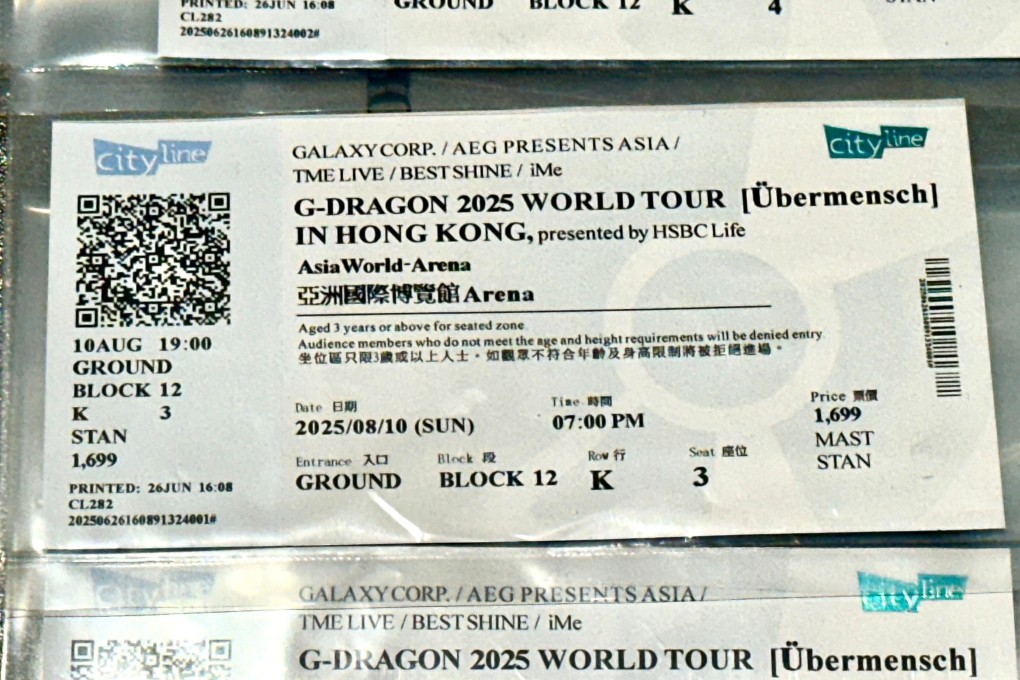 PRINTED: 26JUN 16:08
CL282
20250626160891324002#
GROUND BLOCK 12 K 4
STAN
cityline
cityline
GALAXY CORP. / AEG PRESENTS ASIA /
TME LIVE / BEST SHINE / iMe
G-DRAGON 2025 WORLD TOUR [Übermensch]
IN HONG KONG, presented by HSBC Life
AsiaWorld-Arena
亞洲國際博覽館Arena
Aged 3 years or above for seated zone
Audience members who do not meet the age and height requirements will be denied entry.
坐位區只限3歲或以上人士。如觀眾不符合年齡及身高限制將被拒絕進場。
10AUG 19:00
GROUND
BLOCK 12
K 3
STAN
1,699
PRINTED: 26JUN 16:08
CL282
20250626160891324001#
Date 日期 Time 時間 Price 票價
2025/08/10 (SUN) 07:00 PM 1,699
MAST
STAN
Entrance 入口 Block 段 Row 行 Seat 座位
GROUND BLOCK 12 K 3
cityline
cityline
GALAXY CORP. / AEG PRESENTS ASIA /
TME LIVE / BEST SHINE / iMe
G-DRAGON 2025 WORLD TOUR [Übermensch]